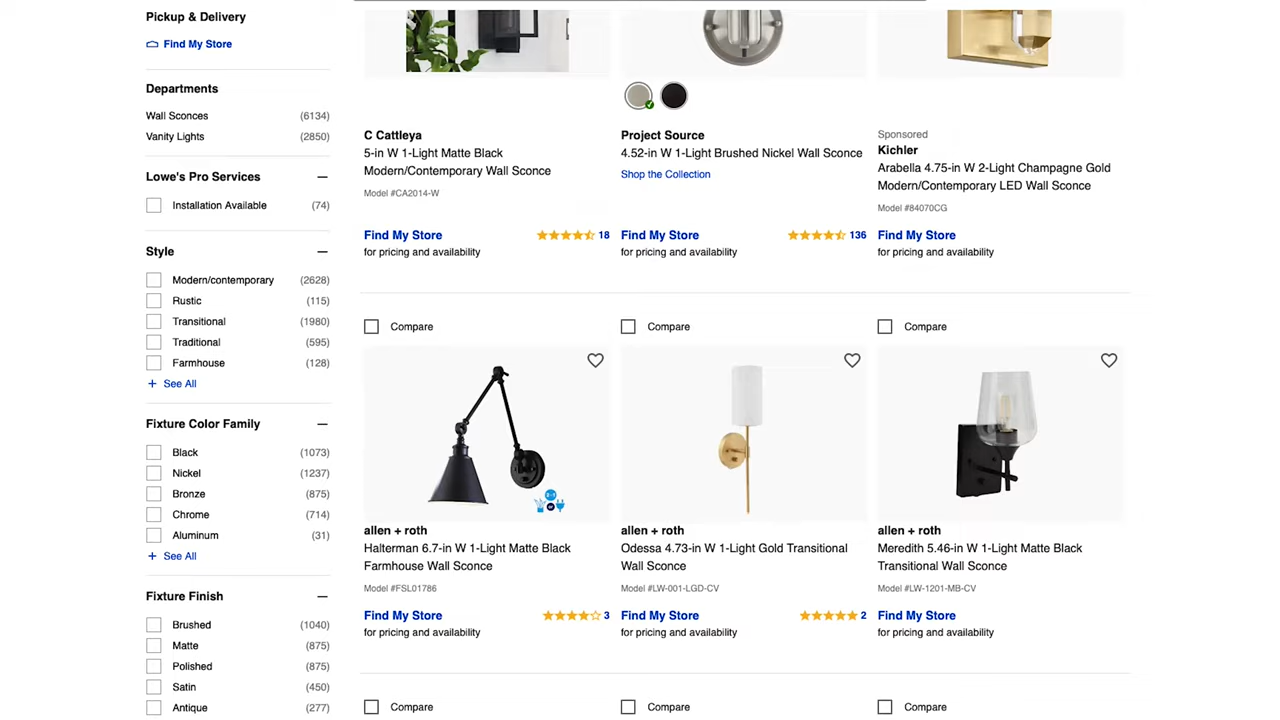 Pickup & Delivery
Find My Store
Departments
Wall Sconces (6134)
Vanity Lights (2850)
Lowe's Pro Services
Installation Available (74)
Style
Modern/contemporary (2628)
Rustic (115)
Transitional (1980)
Traditional (595)
Farmhouse (128)
+ See All
Fixture Color Family
Black (1073)
Nickel (1237)
Bronze (875)
Chrome (714)
Aluminum (31)
+ See All
Fixture Finish
Brushed (1040)
Matte (875)
Polished (875)
Satin (450)
Antique (277)
C Cattleya
5-in W 1-Light Matte Black
Modern/Contemporary Wall Sconce
Model #CA2014-W
Find My Store 18
for pricing and availability
Project Source
4.52-in W 1-Light Brushed Nickel Wall Sconce
Shop the Collection
Find My Store 136
for pricing and availability
Sponsored
Kichler
Arabella 4.75-in W 2-Light Champagne Gold
Modern/Contemporary LED Wall Sconce
Model #84070CG
Find My Store
for pricing and availability
Compare
allen + roth
Halterman 6.7-in W 1-Light Matte Black
Farmhouse Wall Sconce
Model #FSL01786
Find My Store 3
for pricing and availability
Compare
allen + roth
Odessa 4.73-in W 1-Light Gold Transitional
Wall Sconce
Model #LW-001-LGD-CV
Find My Store 2
for pricing and availability
Compare
allen + roth
Meredith 5.46-in W 1-Light Matte Black
Transitional Wall Sconce
Model #LW-1201-MB-CV
Find My Store
for pricing and availability
Compare
Compare
Compare